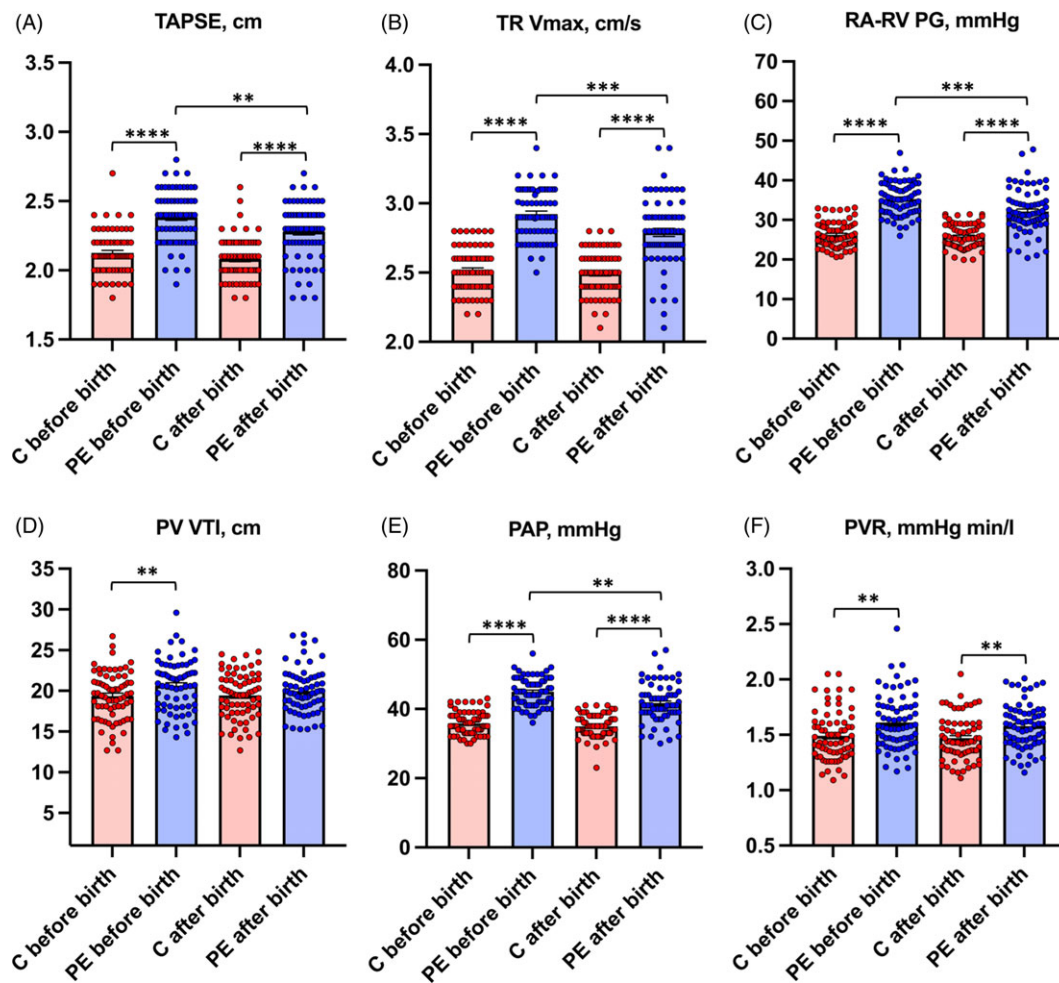 (A)
TAPSE, cm
3.5
3.0
2.5
2.0
1.5
****
**
****
C before birth
PE before birth
C after birth
PE after birth
(B)
TR Vmax, cm/s
4.0
3.5
3.0
2.5
2.0
****
***
****
C before birth
PE before birth
C after birth
PE after birth
(C)
RA-RV PG, mmHg
70
60
50
40
30
20
10
0
****
***
****
C before birth
PE before birth
C after birth
PE after birth
(D)
PV VTI, cm
35
30
25
20
15
10
5
**
C before birth
PE before birth
C after birth
PE after birth
(E)
PAP, mmHg
80
60
40
20
0
****
**
****
C before birth
PE before birth
C after birth
PE after birth
(F)
PVR, mmHg min/l
3.0
2.5
2.0
1.5
1.0
0.5
**
**
C before birth
PE before birth
C after birth
PE after birth